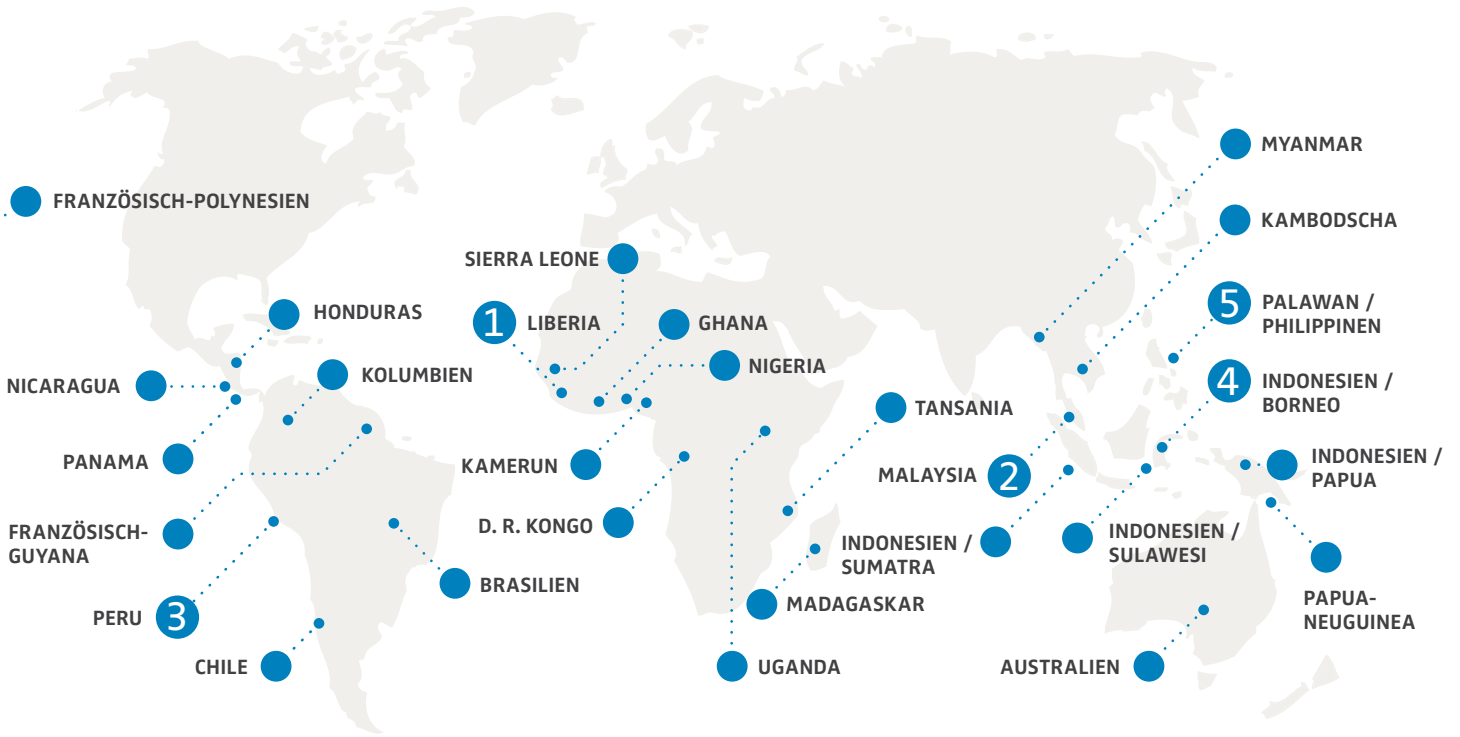 MYANMAR
FRANZÖSISCH-POLYNESIEN
KAMBODSCHA
SIERRA LEONE
HONDURAS
1
LIBERIA
GHANA
5
PALAWAN /
PHILIPPINEN
NICARAGUA
KOLUMBIEN
NIGERIA
4
INDONESIEN /
BORNEO
TANSANIA
PANAMA
KAMERUN
MALAYSIA
2
INDONESIEN /
PAPUA
FRANZÖSISCH-
GUYANA
D. R. KONGO
INDONESIEN /
SUMATRA
INDONESIEN /
SULAWESI
BRASILIEN
PERU
3
MADAGASKAR
PAPUA-
NEUGUINEA
CHILE
UGANDA
AUSTRALIEN